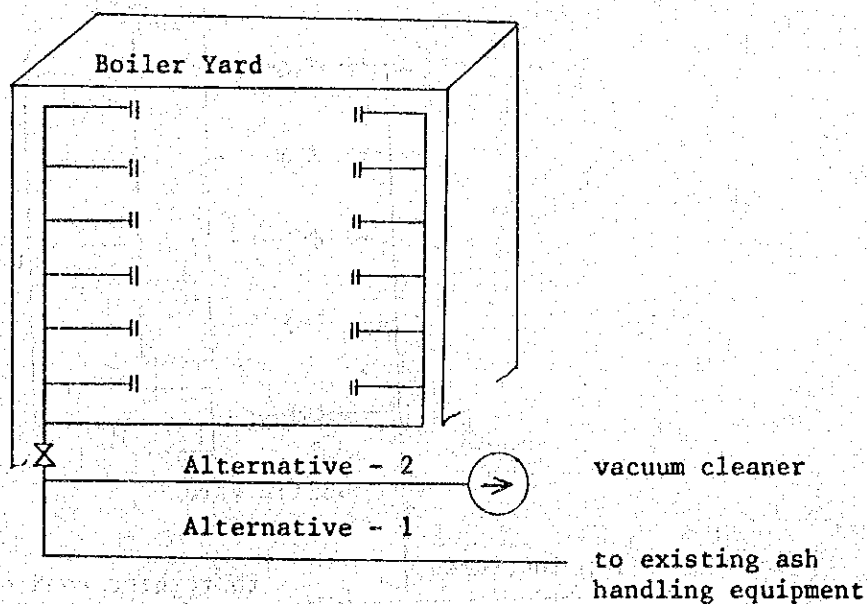 Boiler Yard
Alternative - 2
vacuum cleaner
Alternative - 1
to existing ash
handling equipment